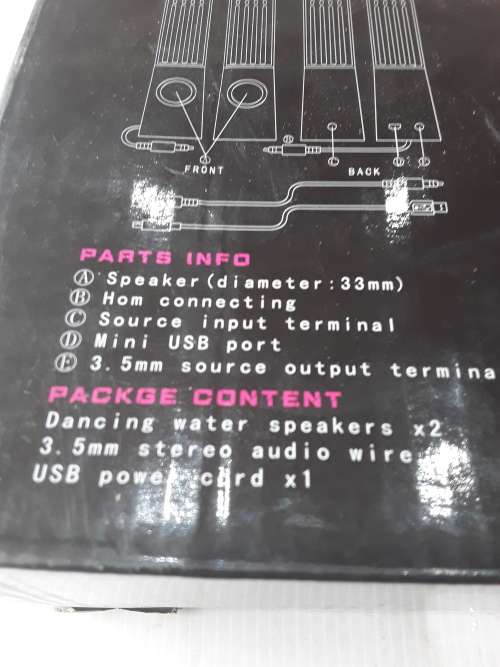 FRONT
BACK
PARTS INFO
Ⓐ Speaker(diameter:33mm)
Ⓑ Hom connecting
Ⓒ Source input terminal
Ⓓ Mini USB port
Ⓔ 3.5mm source output termina
PACKGE CONTENT
Dancing water speakers x2
3.5mm stereo audio wire
USB power cord x1